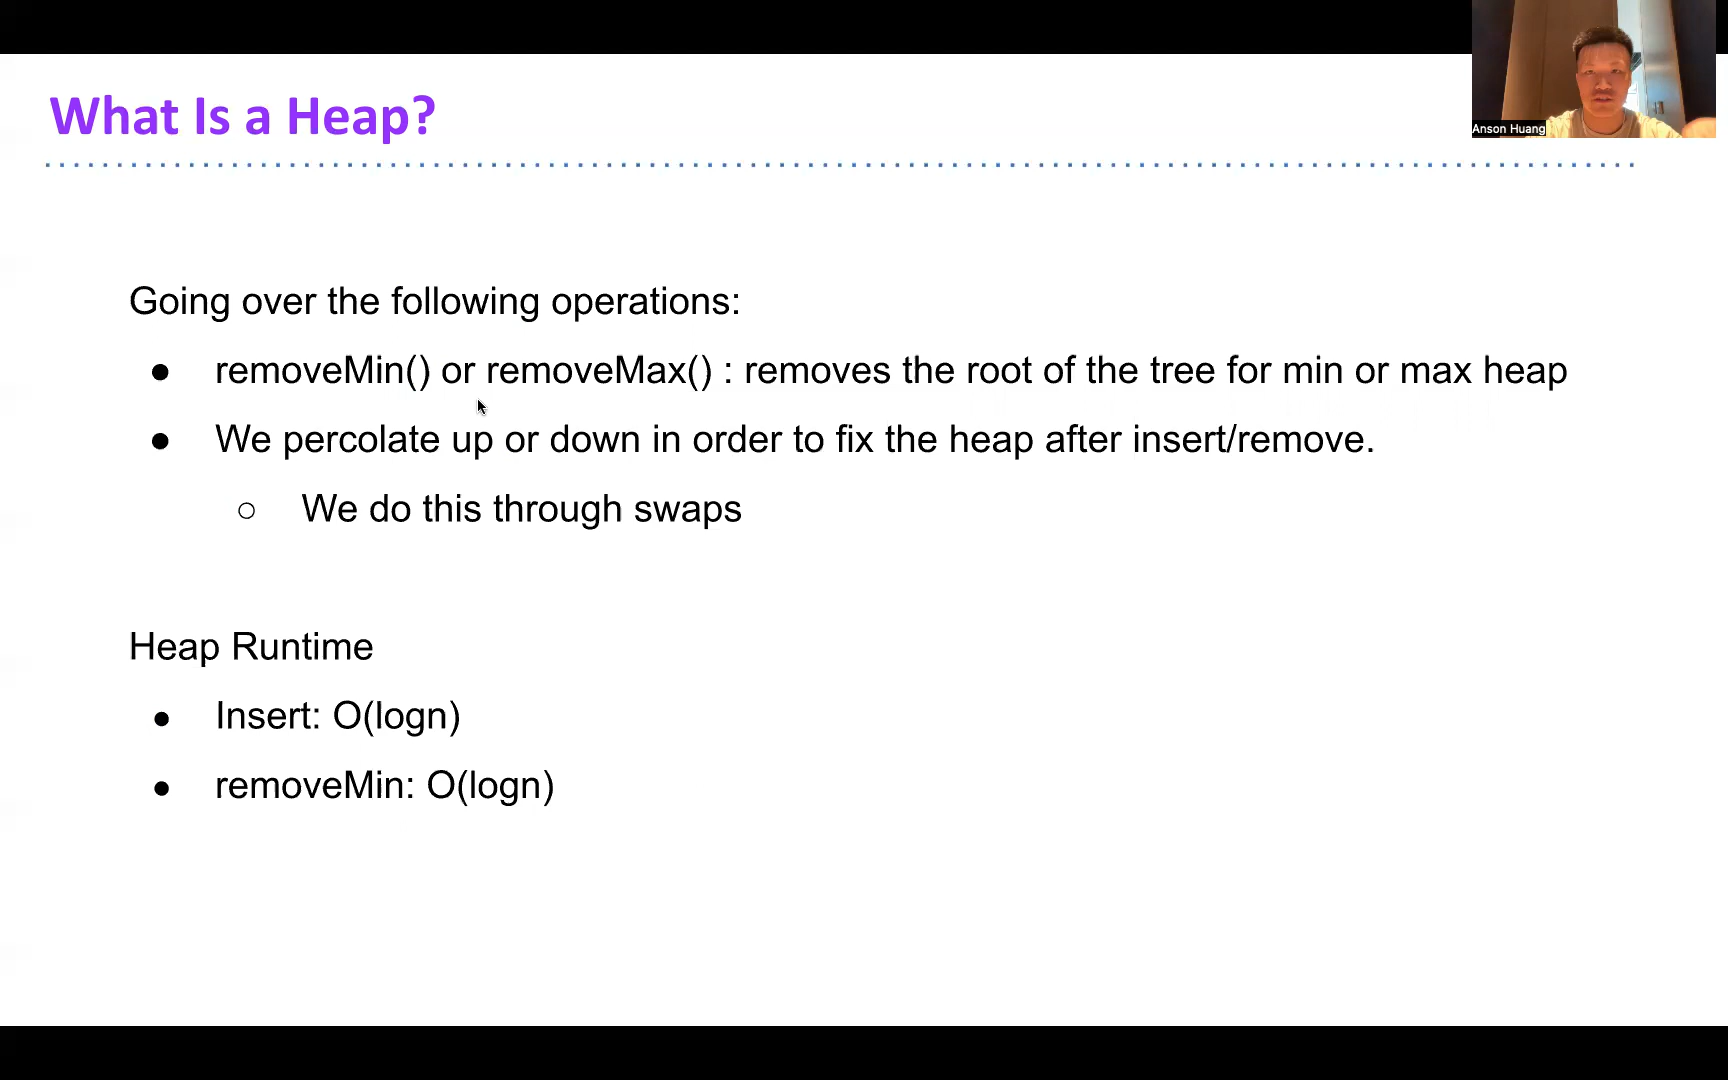 What Is a Heap?
Anson Huang
Going over the following operations:
● removeMin() or removeMax() : removes the root of the tree for min or max heap
● We percolate up or down in order to fix the heap after insert/remove.
○ We do this through swaps
Heap Runtime
● Insert: O(logn)
● removeMin: O(logn)